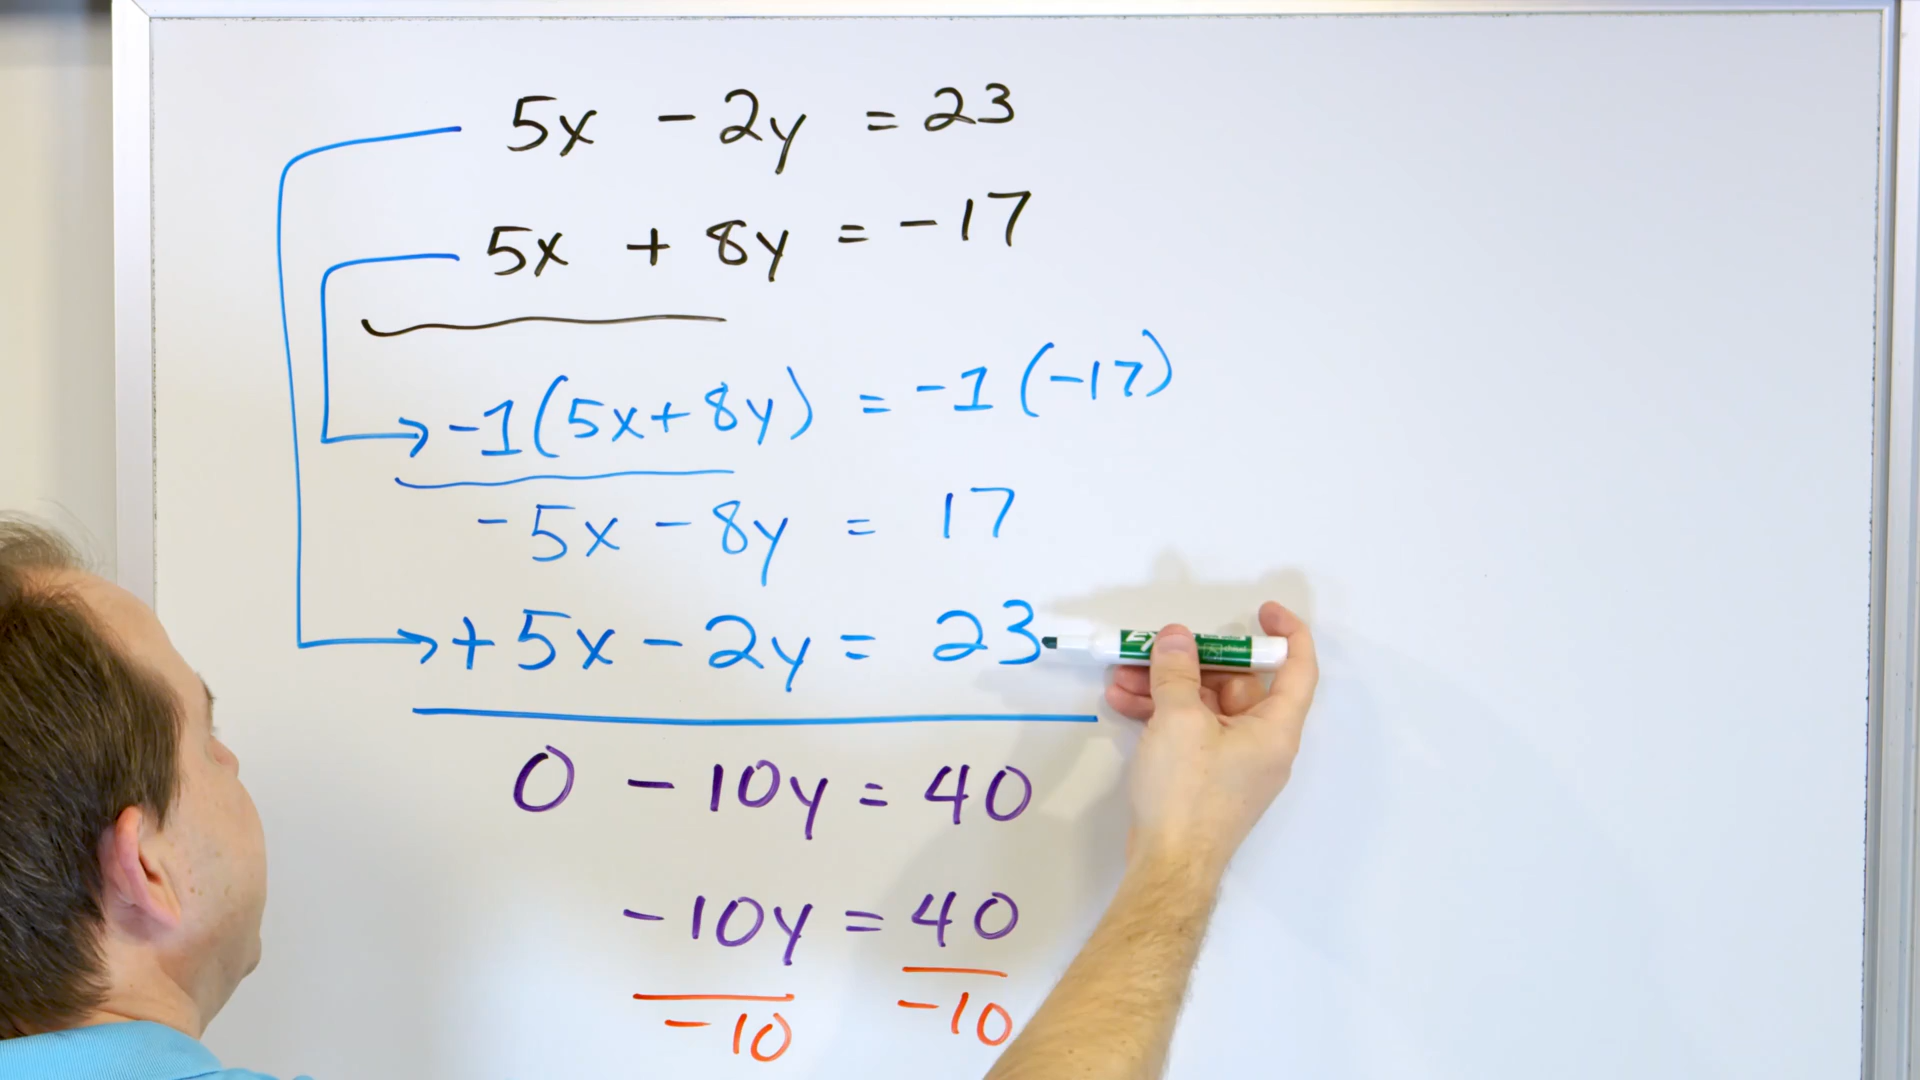 5x - 2y = 23
5x + 8y = -17
-1(5x+8y) = -1(-17)
-5x - 8y = 17
+5x - 2y = 23
0 - 10y = 40
-10y = 40
-10 -10